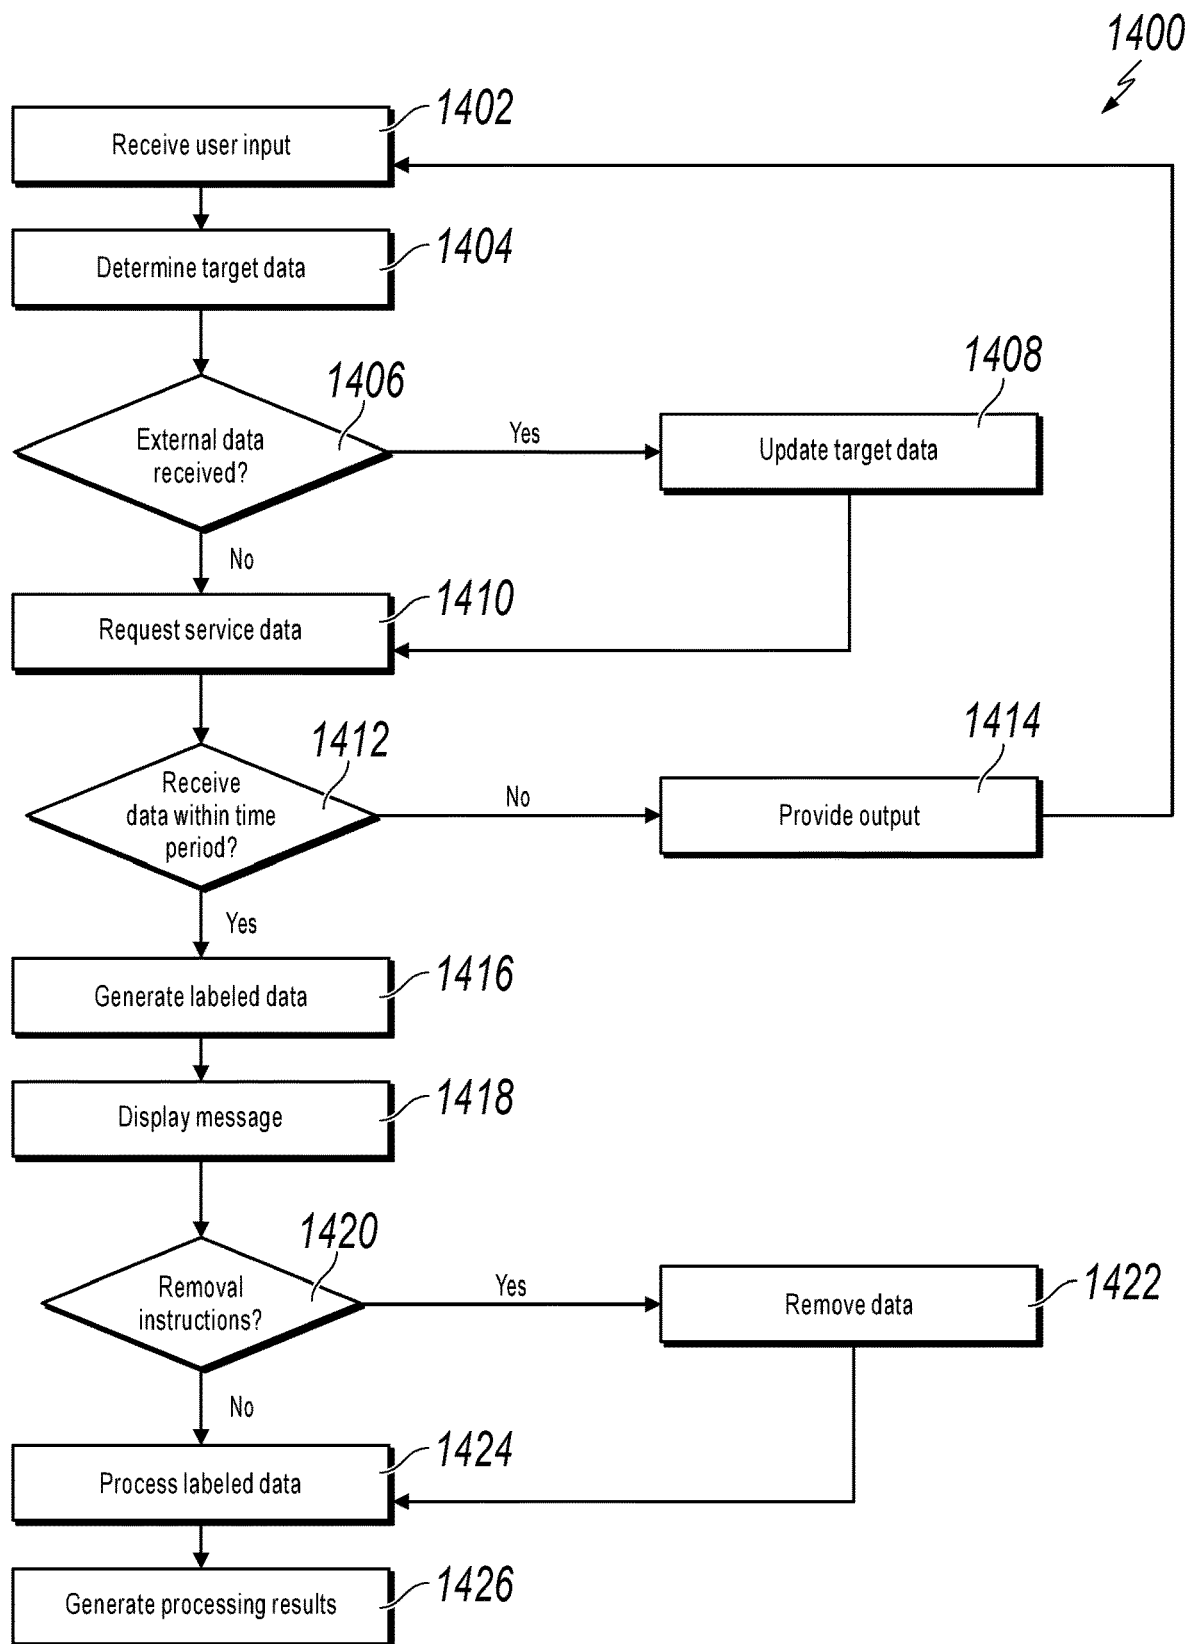 1400
1402
Receive user input
1404
Determine target data
1406
External data
received?
Yes
1408
Update target data
No
1410
Request service data
1412
Receive
data within time
period?
No
1414
Provide output
Yes
1416
Generate labeled data
1418
Display message
1420
Removal
instructions?
Yes
1422
Remove data
No
1424
Process labeled data
1426
Generate processing results